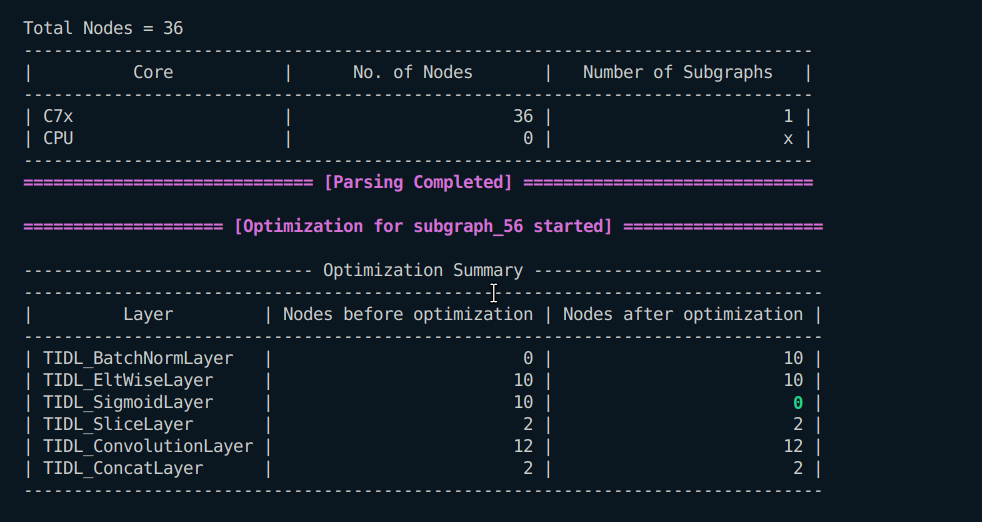 Total Nodes = 36
-------------------------------------------------------------------------------
|          Core           |      No. of Nodes       |   Number of Subgraphs   |
-------------------------------------------------------------------------------
| C7x                     |                      36 |                       1 |
| CPU                     |                       0 |                       x |
-------------------------------------------------------------------------------
============================= [Parsing Completed] =============================
==================== [Optimization for subgraph_56 started] ====================
----------------------------- Optimization Summary -----------------------------
--------------------------------------------------------------------------------
|         Layer         | Nodes before optimization | Nodes after optimization |
--------------------------------------------------------------------------------
| TIDL_BatchNormLayer   |                         0 |                       10 |
| TIDL_EltWiseLayer     |                        10 |                       10 |
| TIDL_SigmoidLayer     |                        10 |                        0 |
| TIDL_SliceLayer       |                         2 |                        2 |
| TIDL_ConvolutionLayer |                        12 |                       12 |
| TIDL_ConcatLayer      |                         2 |                        2 |
--------------------------------------------------------------------------------